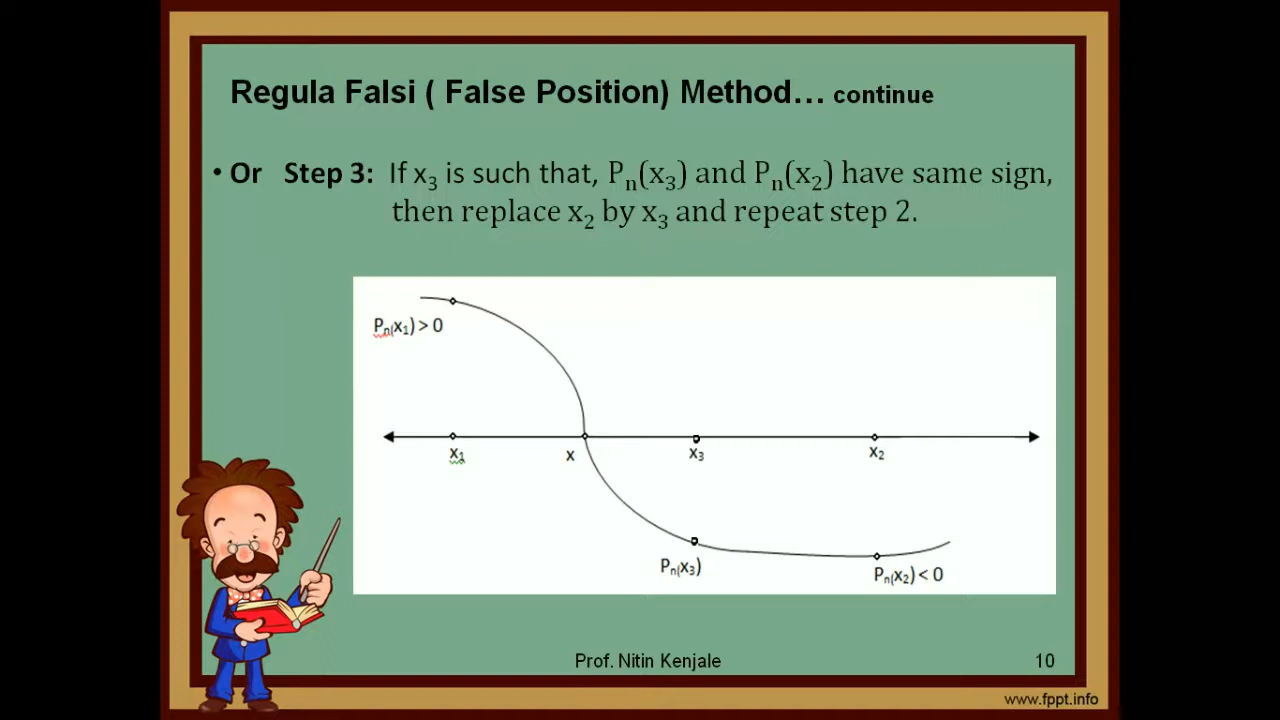 Regula Falsi ( False Position) Method... continue
• Or Step 3: If x₃ is such that, Pₙ(x₃) and Pₙ(x₂) have same sign,
then replace x₂ by x₃ and repeat step 2.
Pₙ(x₁) > 0
x₁ x x₃ x₂
Pₙ(x₃)
Pₙ(x₂) < 0
Prof. Nitin Kenjale 10
www.fppt.info